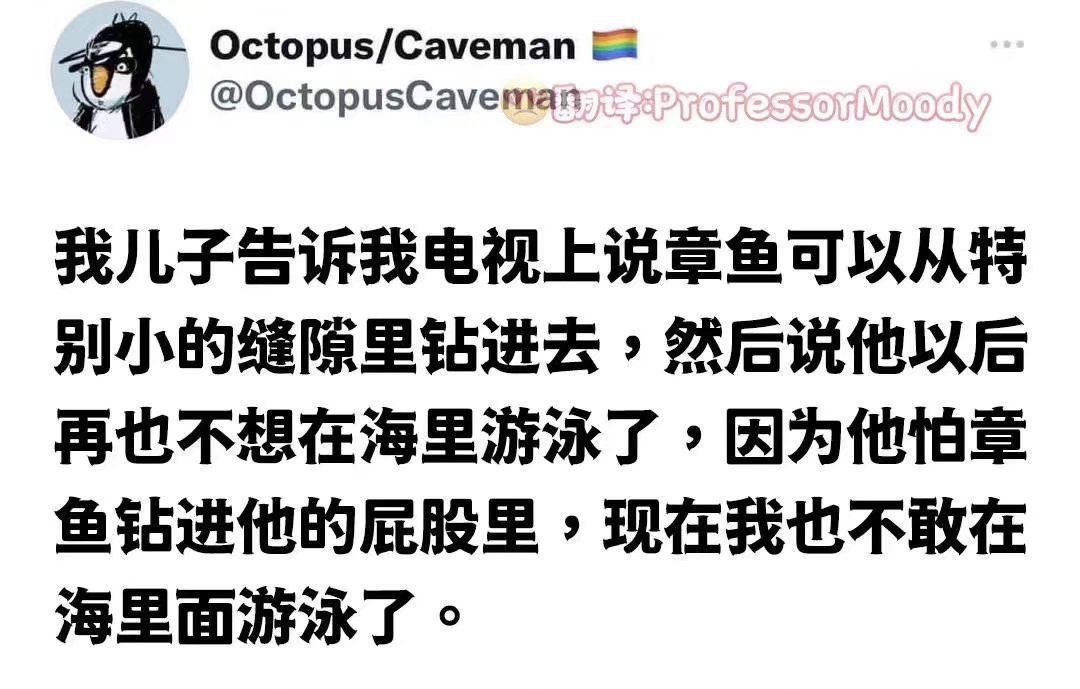 Octopus/Caveman 🏳️‍🌈
@OctopusCaveman
翻译:ProfessorMoody
我儿子告诉我电视上说章鱼可以从特
别小的缝隙里钻进去，然后说他以后
再也不想在海里游泳了，因为他怕章
鱼钻进他的屁股里，现在我也不敢在
海里面游泳了。